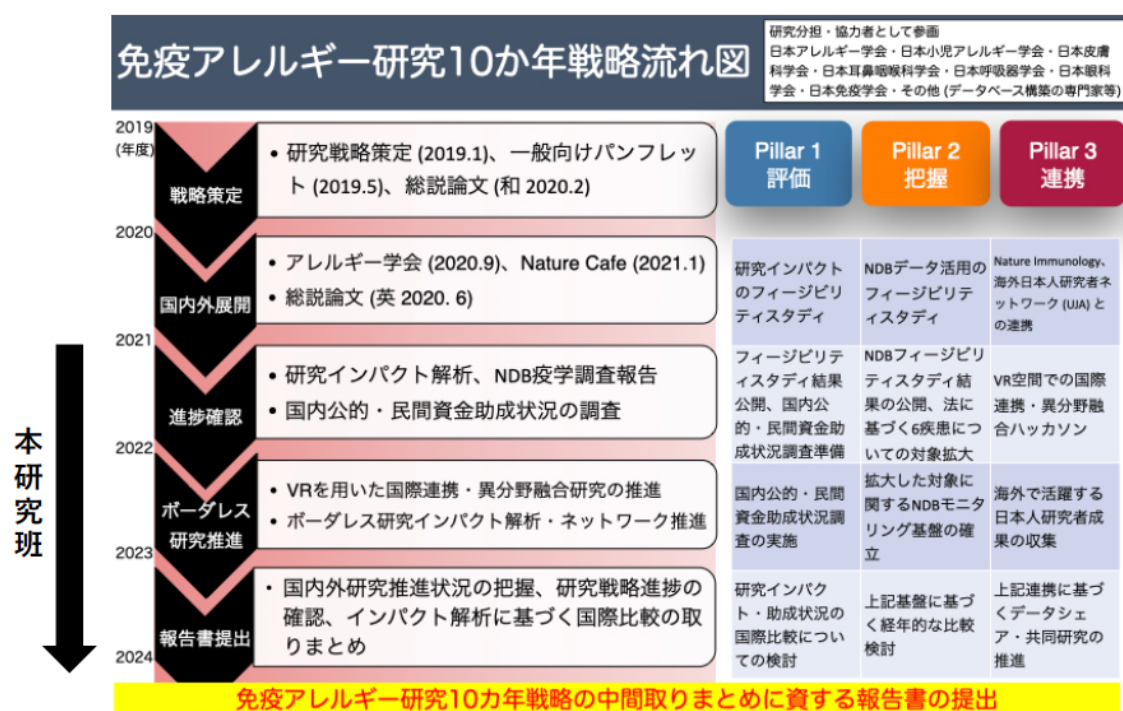 免疫アレルギー研究10か年戦略流れ図
研究分担・協力者として参画
日本アレルギー学会・日本小児アレルギー学会・日本皮膚
科学会・日本耳鼻咽喉科学会・日本呼吸器学会・日本眼科
学会・日本免疫学会・その他 (データベース構築の専門家等)
2019
(年度)
戦略策定
• 研究戦略策定 (2019.1)、一般向けパンフレッ
ト (2019.5)、総説論文 (和 2020.2)
Pillar 1
評価
Pillar 2
把握
Pillar 3
連携
2020
国内外展開
• アレルギー学会 (2020.9)、Nature Cafe (2021.1)
• 総説論文 (英 2020. 6)
研究インパクト
のフィージビリ
ティスタディ
NDBデータ活用の
フィージビリテ
ィスタディ
Nature Immunology、
海外日本人研究者ネ
ットワーク (UJA) と
の連携
2021
進捗確認
• 研究インパクト解析、NDB疫学調査報告
• 国内公的・民間資金助成状況の調査
フィージビリテ
ィスタディ結果
公開、国内公
的・民間資金助
成状況調査準備
NDBフィージビリ
ティスタディ結
果の公開、法に
基づく6疾患につ
いての対象拡大
VR空間での国際
連携・異分野融
合ハッカソン
2022
ボーダレス
研究推進
• VRを用いた国際連携・異分野融合研究の推進
• ボーダレス研究インパクト解析・ネットワーク推進
国内公的・民間
資金助成状況調
査の実施
拡大した対象に
関するNDBモニタ
リング基盤の確
立
海外で活躍する
日本人研究者成
果の収集
2023
報告書提出
• 国内外研究推進状況の把握、研究戦略進捗の
確認、インパクト解析に基づく国際比較の取
りまとめ
研究インパク
ト・助成状況の
国際比較につい
ての検討
上記基盤に基づ
く経年的な比較
検討
上記連携に基づ
くデータシェ
ア・共同研究の
推進
2024
本研究班
免疫アレルギー研究10カ年戦略の中間取りまとめに資する報告書の提出